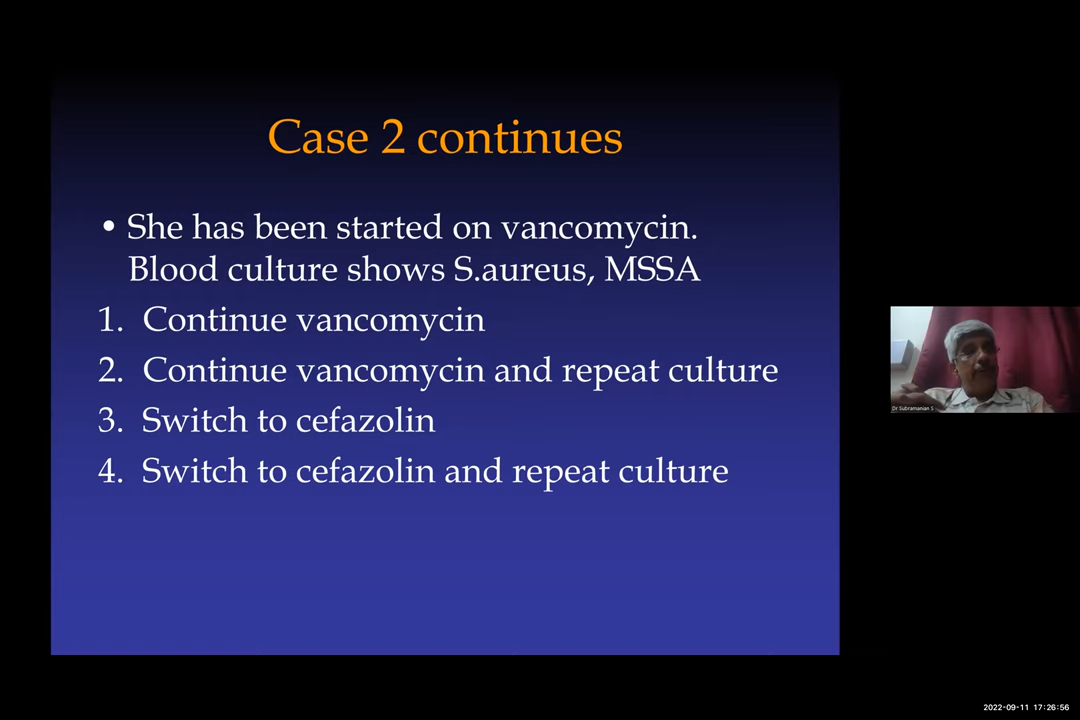 Case 2 continues
• She has been started on vancomycin.
Blood culture shows S.aureus, MSSA
1. Continue vancomycin
2. Continue vancomycin and repeat culture
3. Switch to cefazolin
4. Switch to cefazolin and repeat culture
Dr Subramanian S
2022-09-11 17:26:56